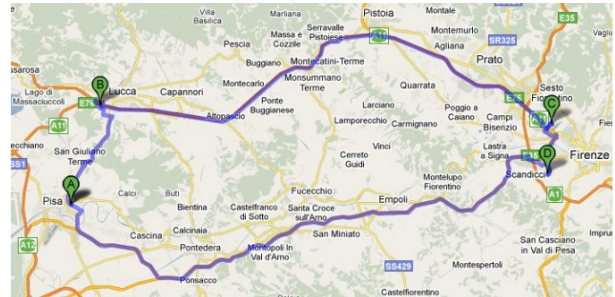 Villa
Basilica
Marliana
Pistoia
Montale
Serravalle
Pistoiese
Massa e
Cozzile
Montemurlo
Agliana
E35
A11
SR325
Pescia
Buggiano
Montecatini-Terme
Prato
Monsummano
Terme
Lago di
Massaciuccoli
B
Lucca
Capannori
Montecarlo
Quarrata
Sesto
Fiorentino
E76
Altopascio
Ponte
Buggianese
Larciano
Lamporecchio
Carmignano
Poggio a
Caiano
Campi
Bisenzio
C
A11
Vinci
Cerreto
Guidi
Lastra
a Signa
D
Firenze
San Giuliano
Terme
SS1
A
Calci
Buti
Fucecchio
Montelupo
Fiorentino
Scandicci
A1
Pisa
Bientina
Castelfranco
di Sotto
Santa Croce
sull'Arno
Empoli
Cascina
Calcinaia
Pontedera
San Miniato
Montopoli In
Val d'Arno
A12
Ponsacco
SS429
Montespertoli
San Casciano
in Val di Pesa
Castelfiorentino